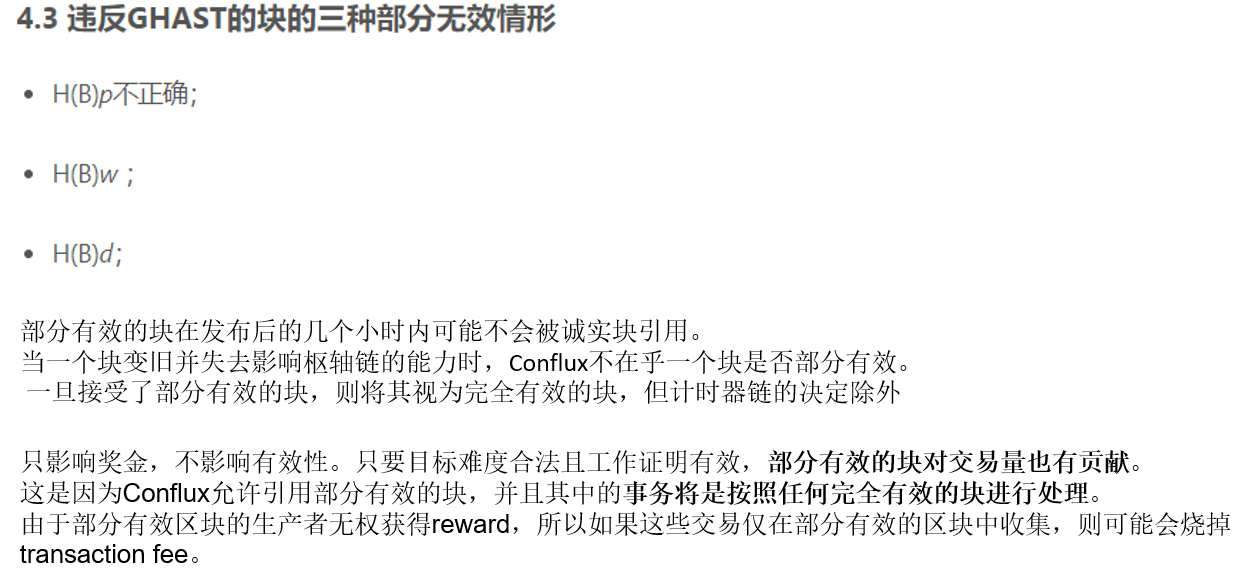 4.3 违反GHAST的块的三种部分无效情形
• H(B)p不正确;
• H(B)w ;
• H(B)d;
部分有效的块在发布后的几个小时内可能不会被诚实块引用。
当一个块变旧并失去影响枢轴链的能力时，Conflux不在乎一个块是否部分有效。
一旦接受了部分有效的块，则将其视为完全有效的块，但计时器链的决定除外
只影响奖金，不影响有效性。只要目标难度合法且工作证明有效，部分有效的块对交易量也有贡献。
这是因为Conflux允许引用部分有效的块，并且其中的事务将是按照任何完全有效的块进行处理。
由于部分有效区块的生产者无权获得reward，所以如果这些交易仅在部分有效的区块中收集，则可能会烧掉
transaction fee。